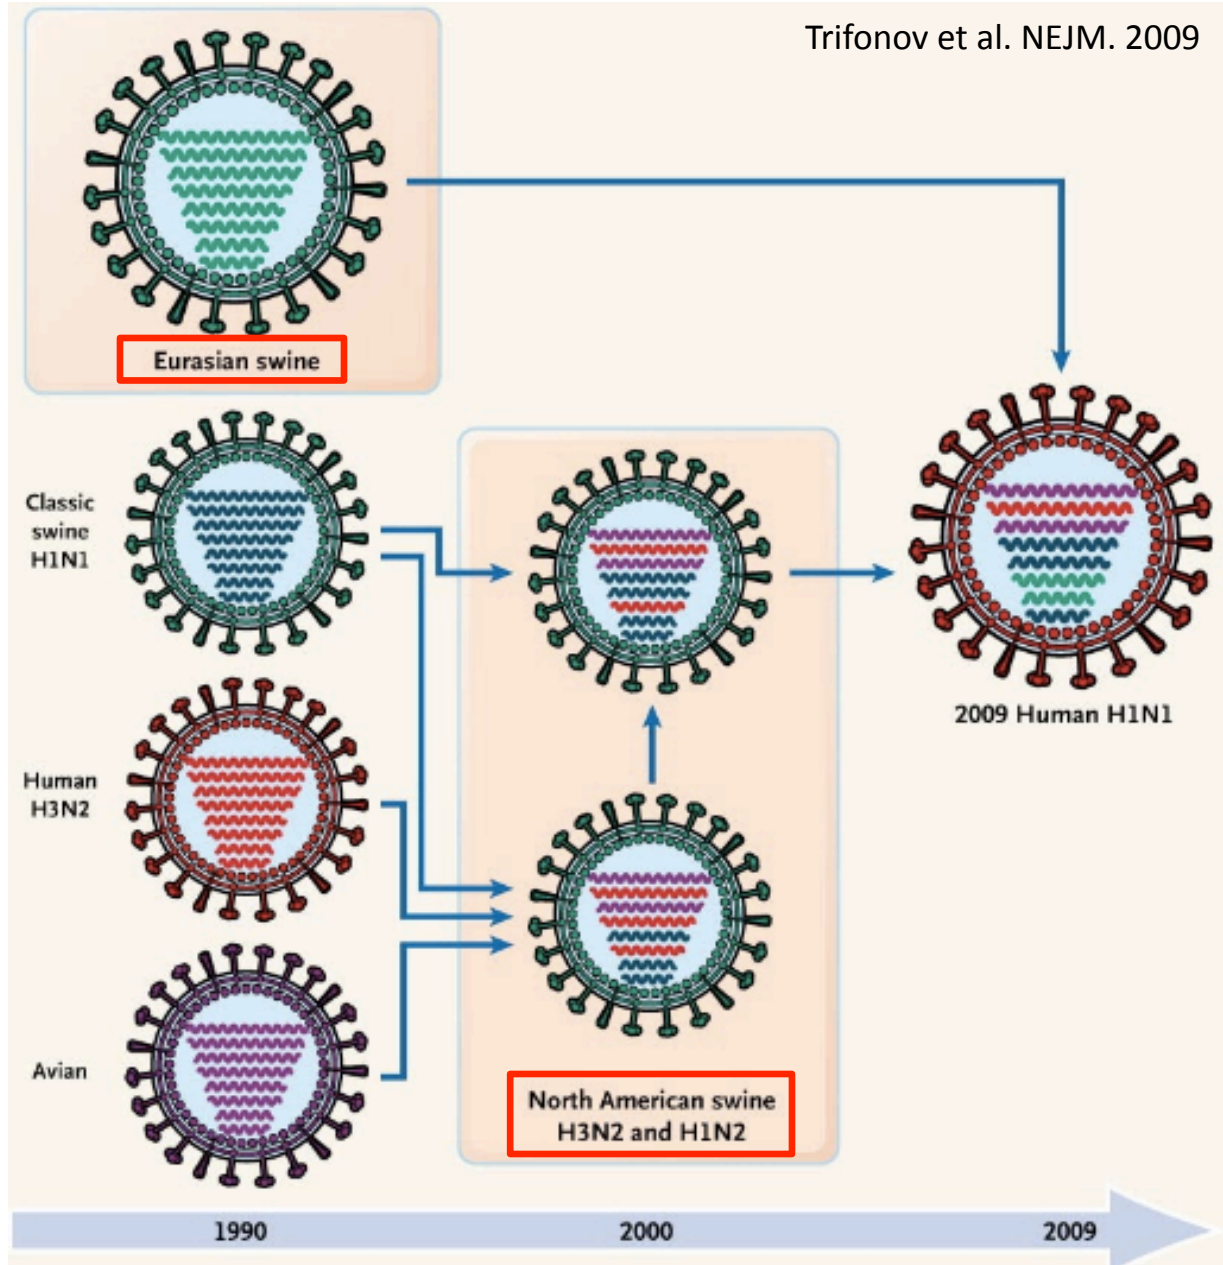 Trifonov et al. NEJM. 2009
Eurasian swine
Classic
swine
H1N1
2009 Human H1N1
Human
H3N2
Avian
North American swine
H3N2 and H1N2
1990
2000
2009